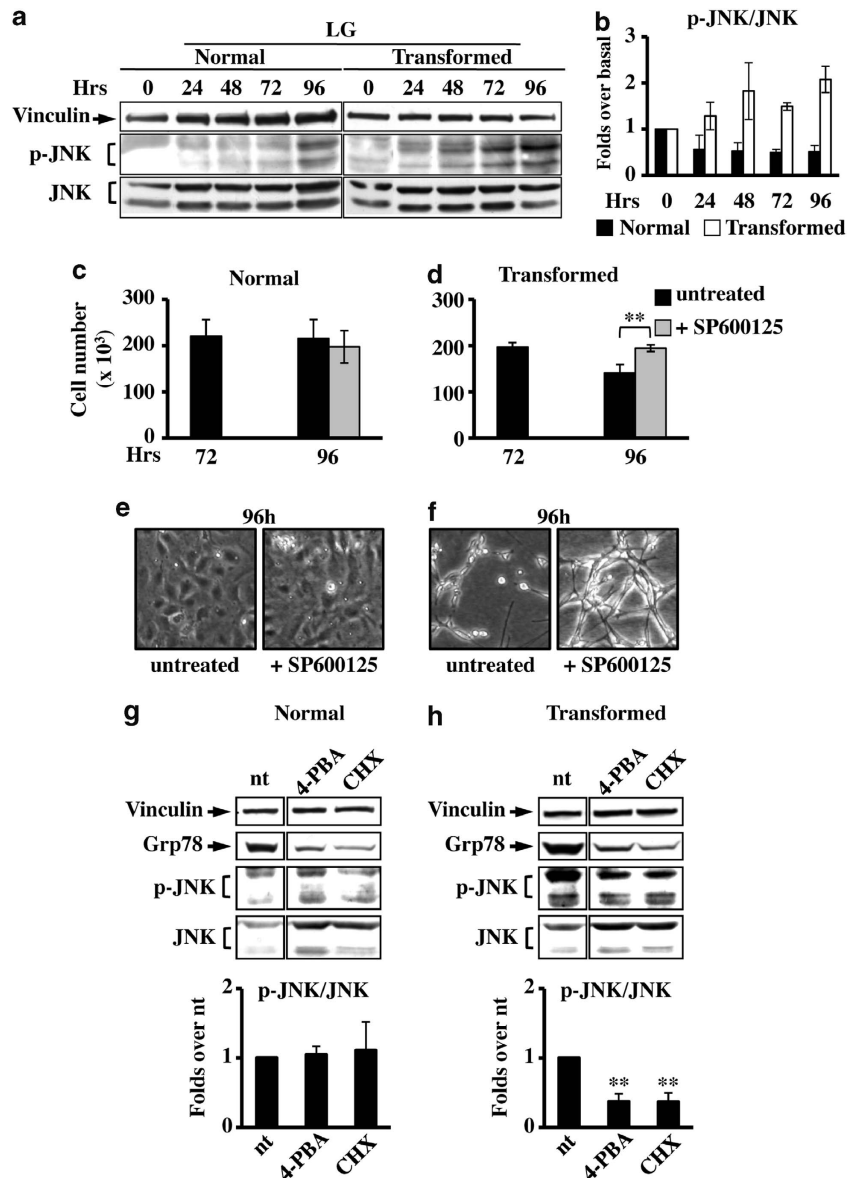 a
LG
Normal Transformed
Hrs 0 24 48 72 96 0 24 48 72 96
Vinculin
p-JNK
JNK
b
p-JNK/JNK
Folds over basal
3
2
1
0
Hrs 0 24 48 72 96
Normal Transformed
c
Normal
Cell number
(x 10³)
300
200
100
0
Hrs 72 96
d
Transformed
untreated
+ SP600125
**
300
200
100
0
72 96
e
96h
untreated + SP600125
f
96h
untreated + SP600125
g
Normal
nt 4-PBA CHX
Vinculin
Grp78
p-JNK
JNK
p-JNK/JNK
Folds over nt
2
1
0
nt 4-PBA CHX
h
Transformed
nt 4-PBA CHX
Vinculin
Grp78
p-JNK
JNK
p-JNK/JNK
Folds over nt
2
1
0
** **
nt 4-PBA CHX